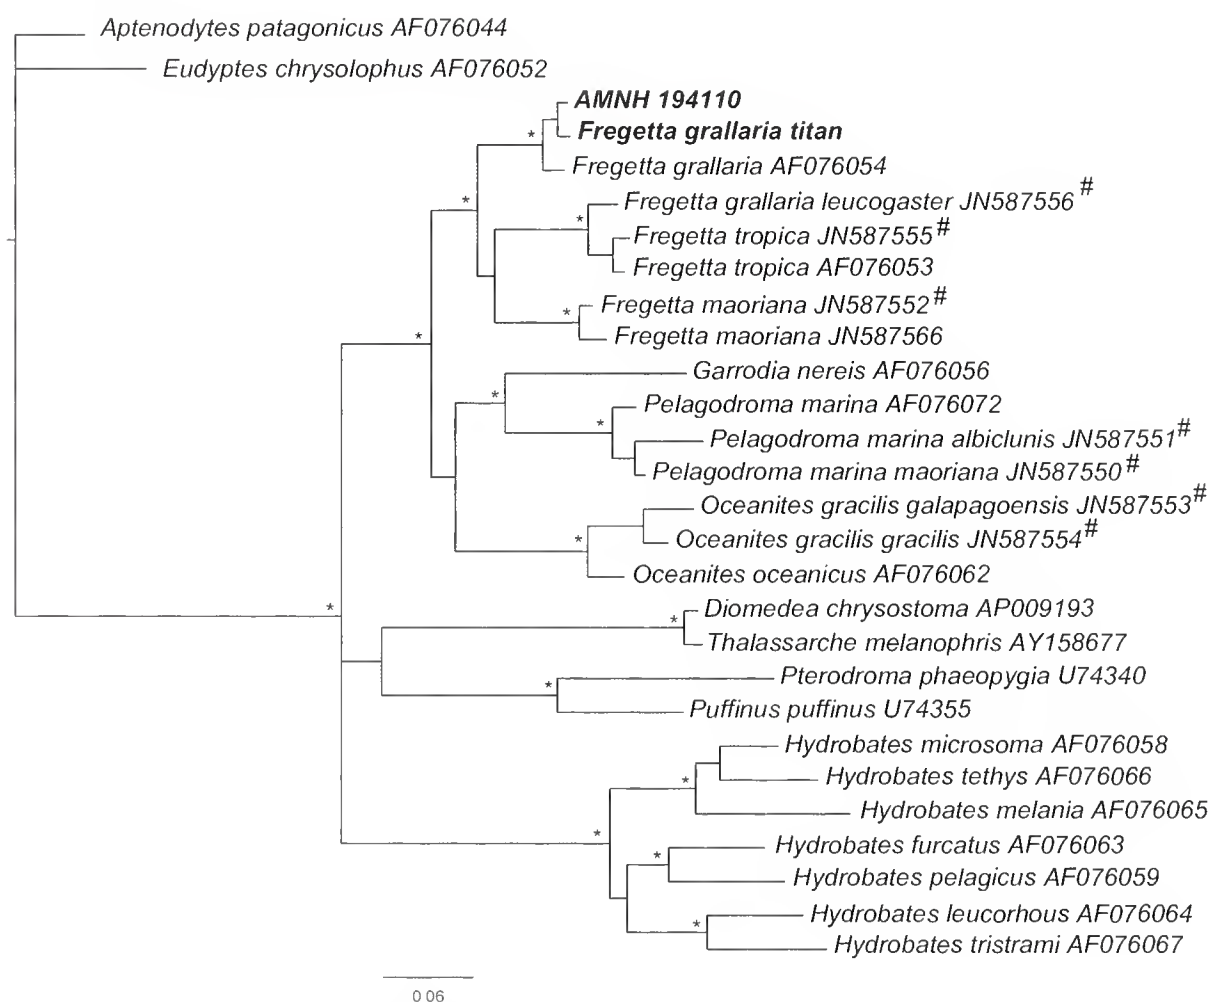 Aptenodytes patagonicus AF076044
Eudyptes chrysolophus AF076052
AMNH 194110
Fregetta grallaria titan
*
Fregetta grallaria AF076054
Fregetta grallaria leucogaster JN587556 #
*
*
Fregetta tropica JN587555 #
Fregetta tropica AF076053
Fregetta maoriana JN587552 #
*
Fregetta maoriana JN587566
*
Garrodia nereis AF076056
*
Pelagodroma marina AF076072
*
Pelagodroma marina albiclunis JN587551 #
Pelagodroma marina maoriana JN587550 #
Oceanites gracilis galapagoensis JN587553 #
Oceanites gracilis gracilis JN587554 #
*
Oceanites oceanicus AF076062
*
Diomedea chrysostoma AP009193
*
Thalassarche melanophris AY158677
Pterodroma phaeopygia U74340
*
Puffinus puffinus U74355
Hydrobates microsoma AF076058
*
Hydrobates tethys AF076066
Hydrobates melania AF076065
*
Hydrobates furcatus AF076063
*
Hydrobates pelagicus AF076059
Hydrobates leucorhous AF076064
*
Hydrobates tristrami AF076067
0 06